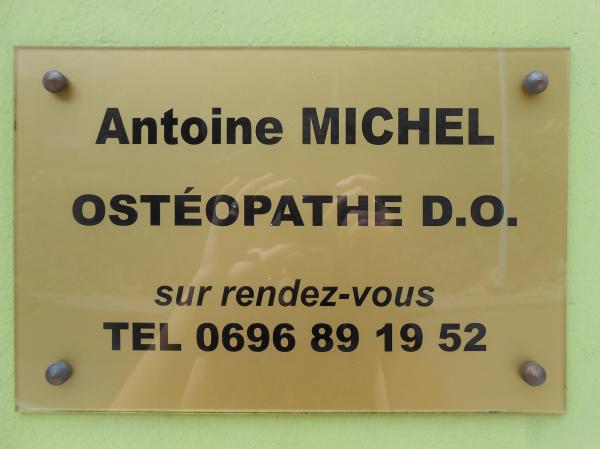 Antoine MICHEL
OSTÉOPATHE D.O.
sur rendez-vous
TEL 0696 89 19 52